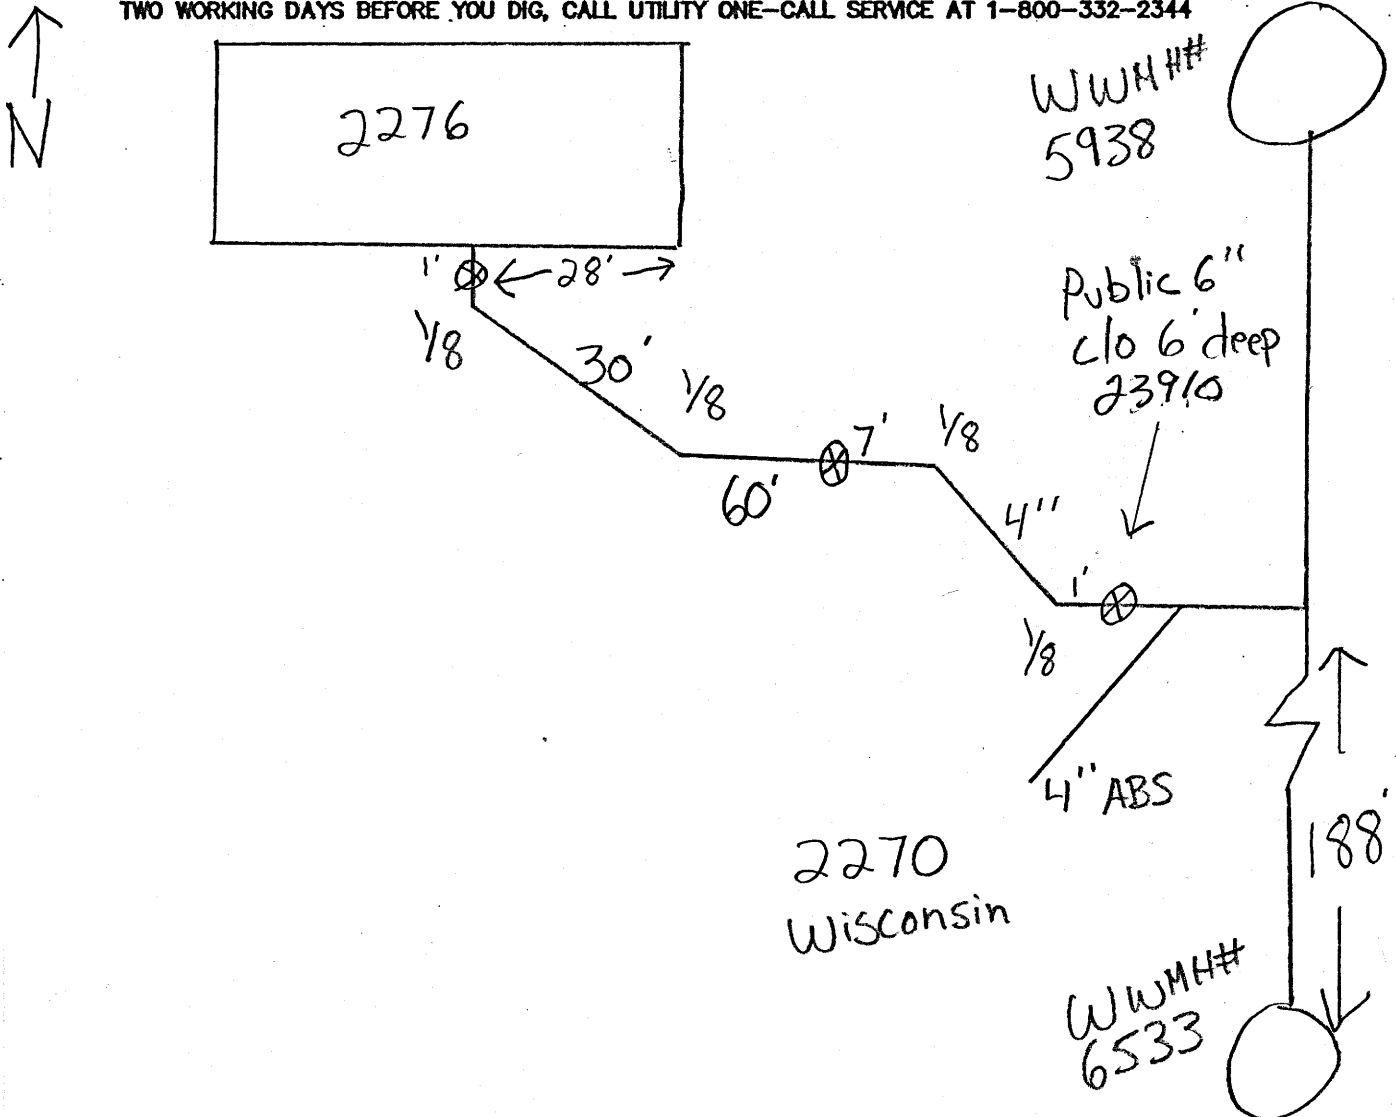 TWO WORKING DAYS BEFORE YOU DIG, CALL UTILITY ONE-CALL SERVICE AT 1-800-332-2344
N
2276
WWMH#
5938
1'
28'
1/8
30'
1/8
60'
7'
1/8
4"
Public 6"
c/o 6' deep
23910
1'
1/8
4" ABS
2270
Wisconsin
188'
WWMH#
6533